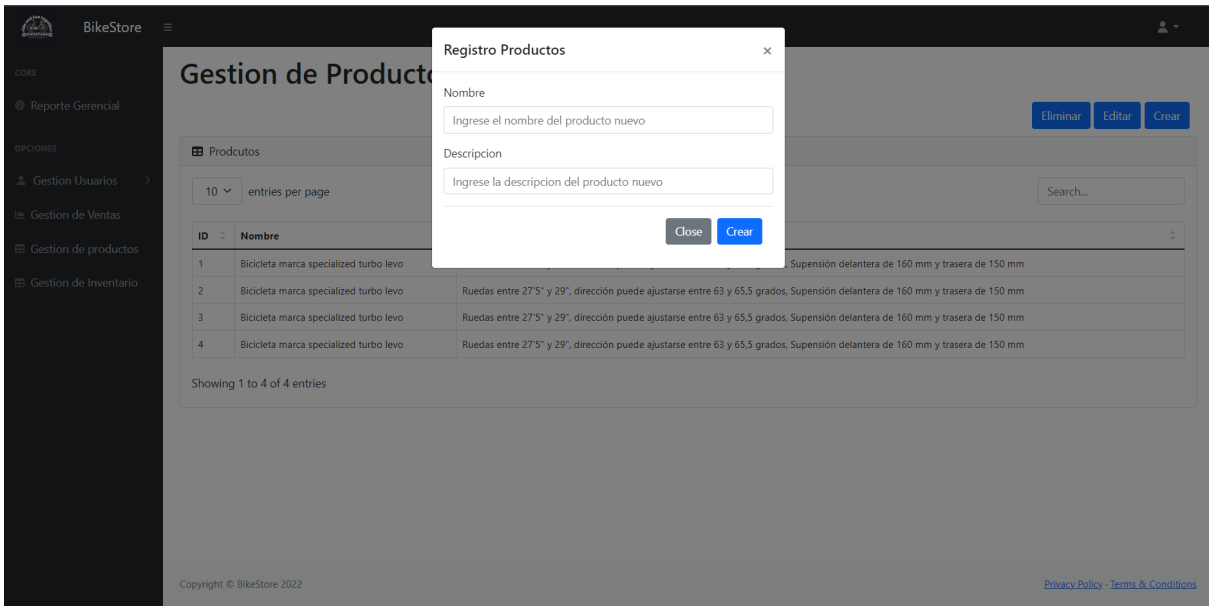 BikeStore
Registro Productos ×
CORE
Gestion de Producto
Nombre
Reporte Gerencial
Ingrese el nombre del producto nuevo
Eliminar Editar Crear
OPCIONES
Prodcutos
Descripcion
Gestion Usuarios
10 entries per page
Ingrese la descripcion del producto nuevo
Search...
Gestion de Ventas
Close Crear
ID Nombre
Gestion de productos
1 Bicicleta marca specialized turbo levo Supensión delantera de 160 mm y trasera de 150 mm
Gestion de Inventario
2 Bicicleta marca specialized turbo levo Ruedas entre 27'5" y 29", dirección puede ajustarse entre 63 y 65,5 grados, Supensión delantera de 160 mm y trasera de 150 mm
3 Bicicleta marca specialized turbo levo Ruedas entre 27'5" y 29", dirección puede ajustarse entre 63 y 65,5 grados, Supensión delantera de 160 mm y trasera de 150 mm
4 Bicicleta marca specialized turbo levo Ruedas entre 27'5" y 29", dirección puede ajustarse entre 63 y 65,5 grados, Supensión delantera de 160 mm y trasera de 150 mm
Showing 1 to 4 of 4 entries
Copyright © BikeStore 2022
Privacy Policy · Terms & Conditions